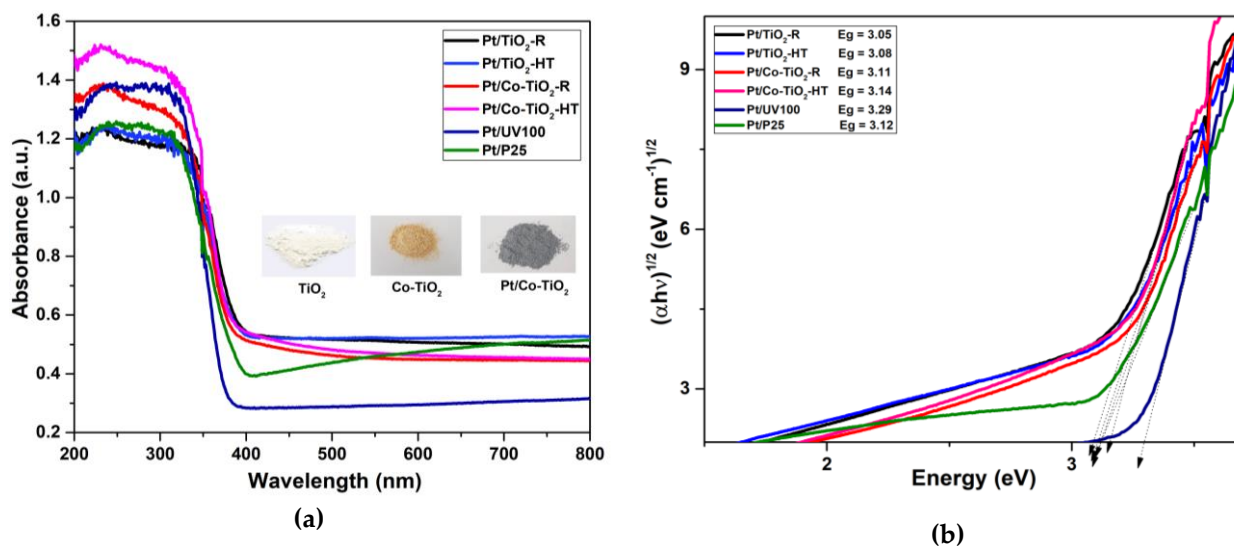 1.6
1.4
1.2
1.0
0.8
0.6
0.4
0.2
Absorbance (a.u.)
200 300 400 500 600 700 800
Wavelength (nm)
Pt/TiO₂-R
Pt/TiO₂-HT
Pt/Co-TiO₂-R
Pt/Co-TiO₂-HT
Pt/UV100
Pt/P25
TiO₂ Co-TiO₂ Pt/Co-TiO₂
(a)
9
6
3
(αhν)^1/2 (eV cm⁻¹)^1/2
2 3
Energy (eV)
Pt/TiO₂-R Eg = 3.05
Pt/TiO₂-HT Eg = 3.08
Pt/Co-TiO₂-R Eg = 3.11
Pt/Co-TiO₂-HT Eg = 3.14
Pt/UV100 Eg = 3.29
Pt/P25 Eg = 3.12
(b)